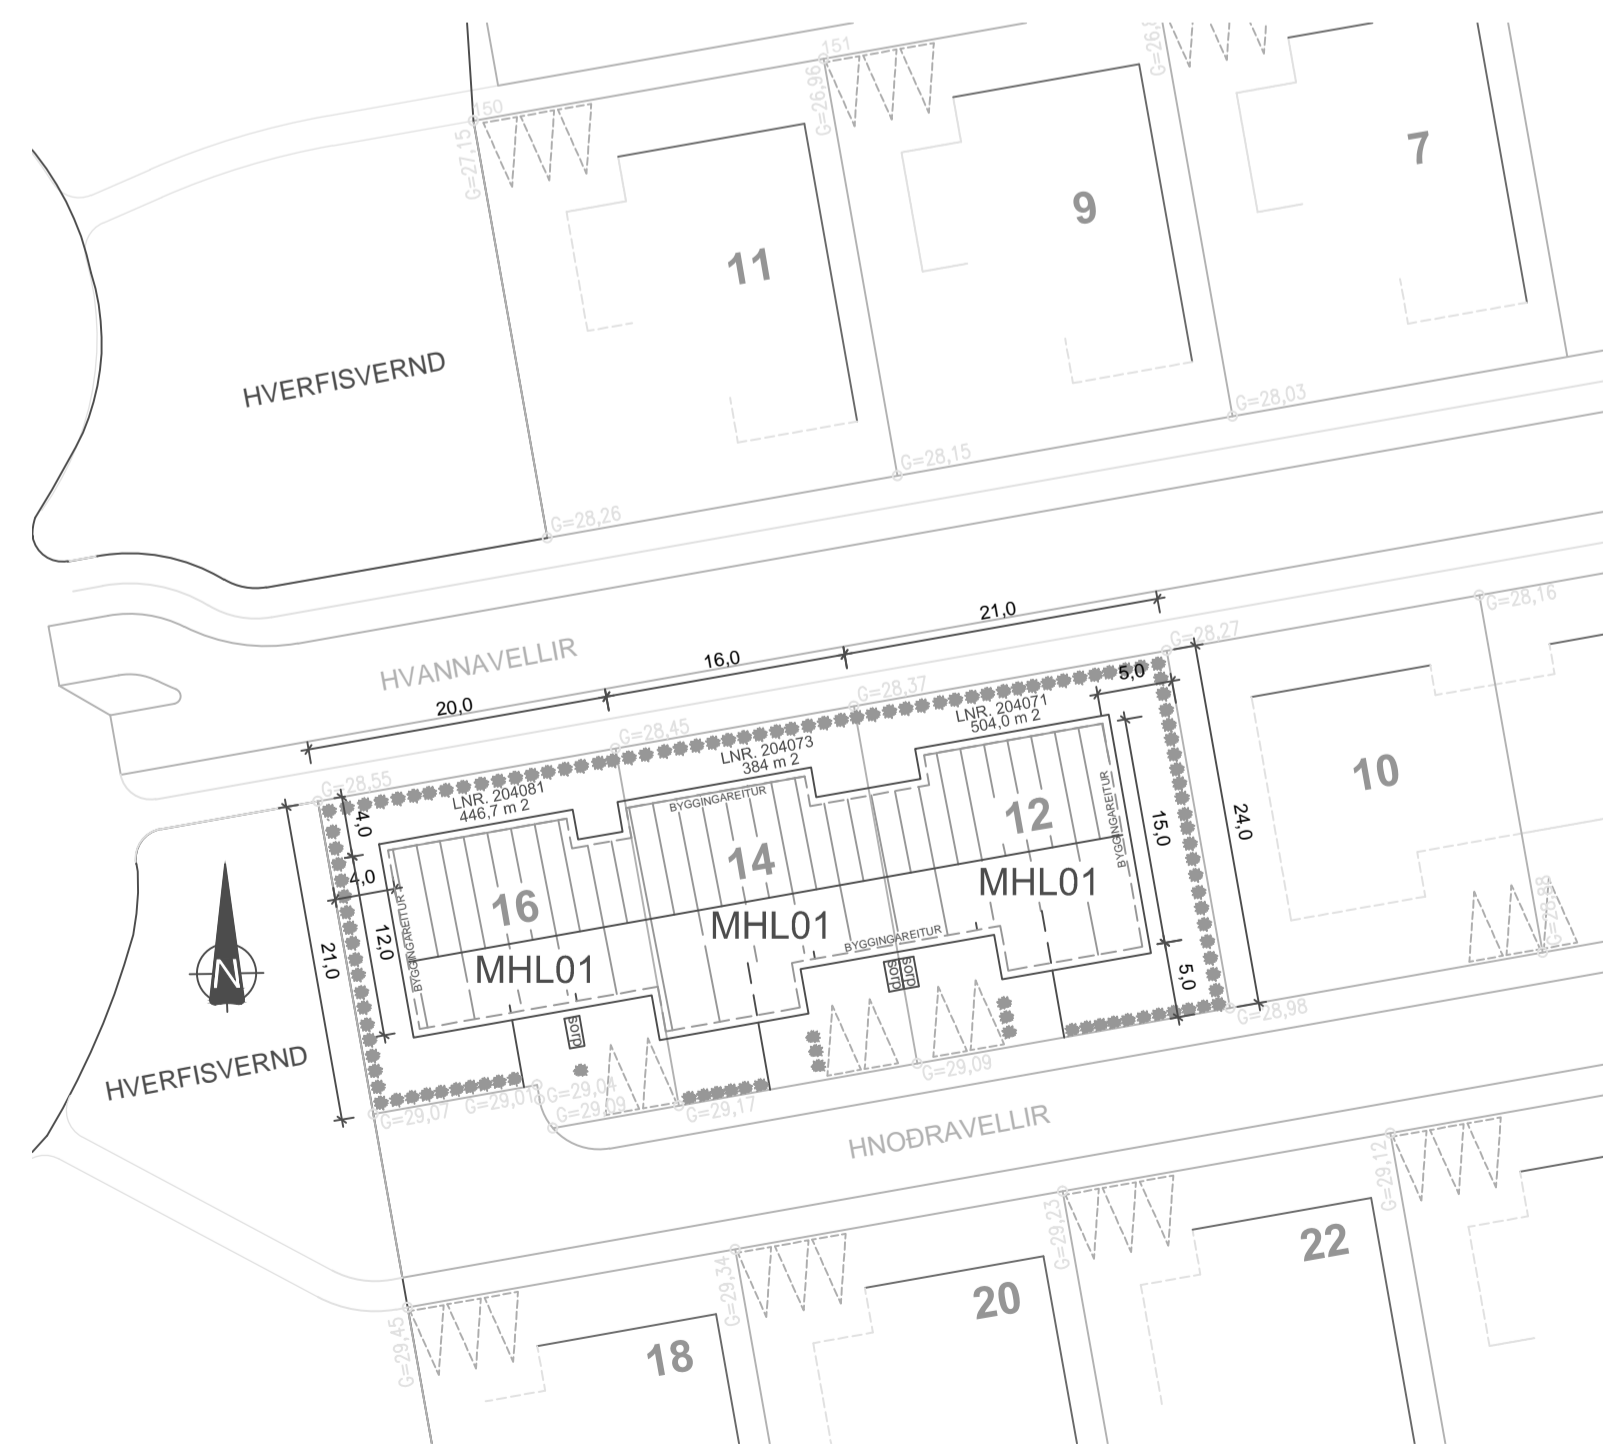 151
G=26,96
150
G=27,15
7
9
11
HVERFISVERND
G=28,03
G=28,15
G=28,26
G=28,16
21,0
G=28,27
16,0
HVANNAVELLIR
5,0
G=28,37
20,0
LNR. 204071
504,0 m 2
G=28,45
LNR. 204073
384 m 2
G=28,55
LNR. 204081
446,7 m 2
BYGGINGAREITUR
10
4,0
12
BYGGINGAREITUR
15,0
24,0
14
4,0
MHL01
16
BYGGINGAREITUR
MHL01
BYGGINGAREITUR
12,0
21,0
MHL01
sorp
sorp
5,0
N
G=28,98
sorp
HVERFISVERND
G=29,09
G=29,04
G=29,01
G=29,09
G=29,17
G=29,07
HNOÐRAVELLIR
G=29,12
G=29,23
22
G=29,34
20
G=29,45
18